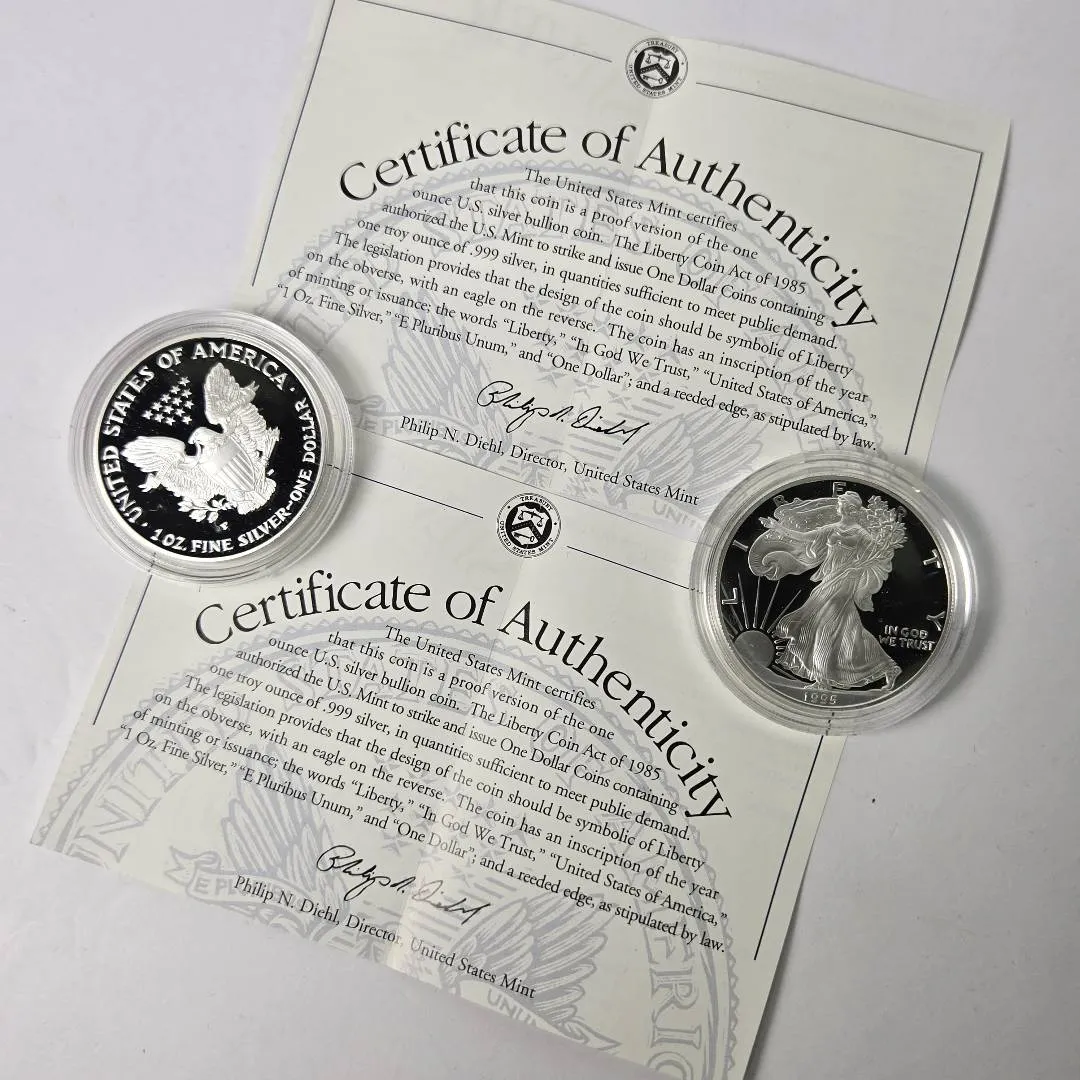 TREASURY
UNITED STATES MINT
Certificate of Authenticity
The United States Mint certifies
that this coin is a proof version of the one
ounce U.S. silver bullion coin. The Liberty Coin Act of 1985
authorized the U.S. Mint to strike and issue One Dollar Coins containing
one troy ounce of .999 silver, in quantities sufficient to meet public demand.
The legislation provides that the design of the coin should be symbolic of Liberty
on the obverse, with an eagle on the reverse. The coin has an inscription of the year
of minting or issuance; the words “Liberty,” “In God We Trust,” “United States of America,”
“1 Oz. Fine Silver,” “E Pluribus Unum,” and “One Dollar”; and a reeded edge, as stipulated by law.
Philip N. Diehl
Philip N. Diehl, Director, United States Mint
UNITED STATES OF AMERICA
1 OZ. FINE SILVER~ONE DOLLAR
LIBERTY
IN GOD
WE TRUST
1995
TREASURY
UNITED STATES MINT
Certificate of Authenticity
The United States Mint certifies
that this coin is a proof version of the one
ounce U.S. silver bullion coin. The Liberty Coin Act of 1985
authorized the U.S. Mint to strike and issue One Dollar Coins containing
one troy ounce of .999 silver, in quantities sufficient to meet public demand.
The legislation provides that the design of the coin should be symbolic of Liberty
on the obverse, with an eagle on the reverse. The coin has an inscription of the year
of minting or issuance; the words “Liberty,” “In God We Trust,” “United States of America,”
“1 Oz. Fine Silver,” “E Pluribus Unum,” and “One Dollar”; and a reeded edge, as stipulated by law.
Philip N. Diehl
Philip N. Diehl, Director, United States Mint